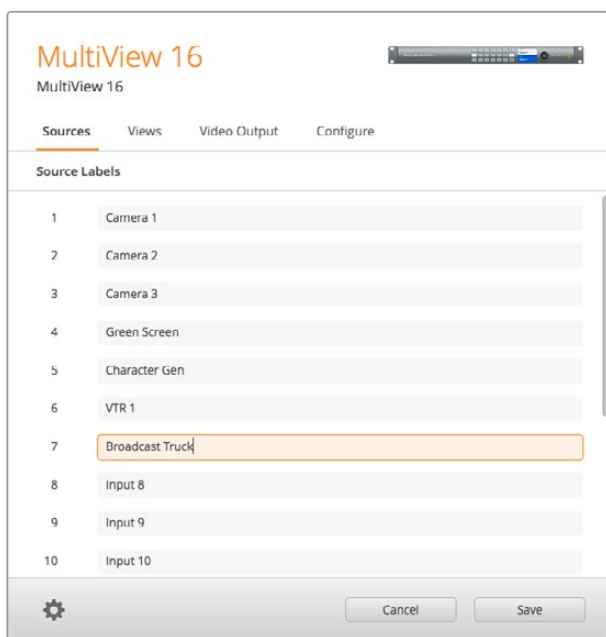 MultiView 16
MultiView 16
Sources Views Video Output Configure
Source Labels
1 Camera 1
2 Camera 2
3 Camera 3
4 Green Screen
5 Character Gen
6 VTR 1
7 Broadcast Truck
8 Input 8
9 Input 9
10 Input 10
Cancel Save